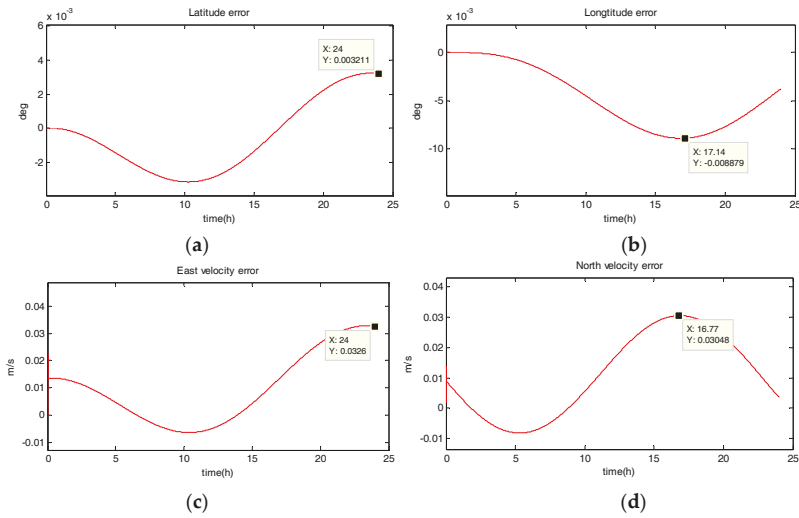 Latitude error
x 10⁻³
6
4
2
0
-2
deg
X: 24
Y: 0.003211
0 5 10 15 20 25
time(h)
(a)
Longtitude error
x 10⁻³
0
-5
-10
deg
X: 17.14
Y: -0.008879
0 5 10 15 20 25
time(h)
(b)
East velocity error
0.04
0.03
0.02
0.01
0
-0.01
m/s
X: 24
Y: 0.0326
0 5 10 15 20 25
time(h)
(c)
North velocity error
0.04
0.03
0.02
0.01
0
-0.01
m/s
X: 16.77
Y: 0.03048
0 5 10 15 20 25
time(h)
(d)